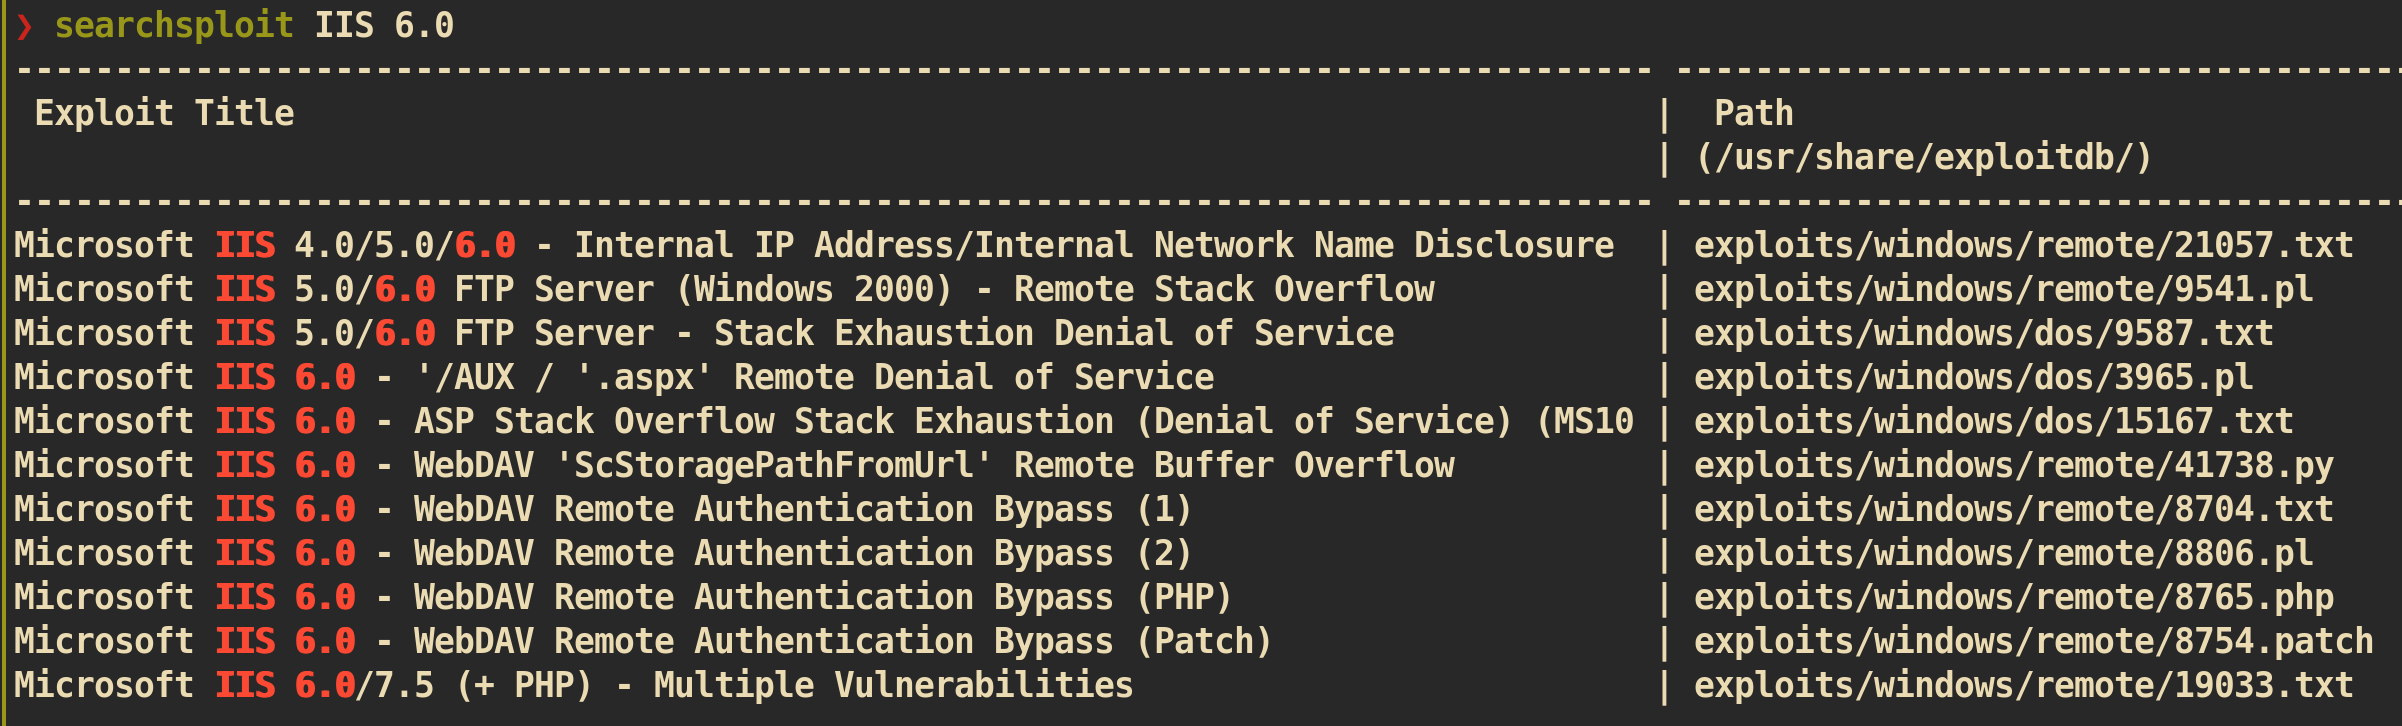 ❯ searchsploit IIS 6.0
---------------------------------------------------------------------------------- -------------------------------------
 Exploit Title                                                                    |  Path
                                                                                  | (/usr/share/exploitdb/)
---------------------------------------------------------------------------------- -------------------------------------
Microsoft IIS 4.0/5.0/6.0 - Internal IP Address/Internal Network Name Disclosure  | exploits/windows/remote/21057.txt
Microsoft IIS 5.0/6.0 FTP Server (Windows 2000) - Remote Stack Overflow           | exploits/windows/remote/9541.pl
Microsoft IIS 5.0/6.0 FTP Server - Stack Exhaustion Denial of Service             | exploits/windows/dos/9587.txt
Microsoft IIS 6.0 - '/AUX / '.aspx' Remote Denial of Service                      | exploits/windows/dos/3965.pl
Microsoft IIS 6.0 - ASP Stack Overflow Stack Exhaustion (Denial of Service) (MS10 | exploits/windows/dos/15167.txt
Microsoft IIS 6.0 - WebDAV 'ScStoragePathFromUrl' Remote Buffer Overflow          | exploits/windows/remote/41738.py
Microsoft IIS 6.0 - WebDAV Remote Authentication Bypass (1)                       | exploits/windows/remote/8704.txt
Microsoft IIS 6.0 - WebDAV Remote Authentication Bypass (2)                       | exploits/windows/remote/8806.pl
Microsoft IIS 6.0 - WebDAV Remote Authentication Bypass (PHP)                     | exploits/windows/remote/8765.php
Microsoft IIS 6.0 - WebDAV Remote Authentication Bypass (Patch)                   | exploits/windows/remote/8754.patch
Microsoft IIS 6.0/7.5 (+ PHP) - Multiple Vulnerabilities                          | exploits/windows/remote/19033.txt